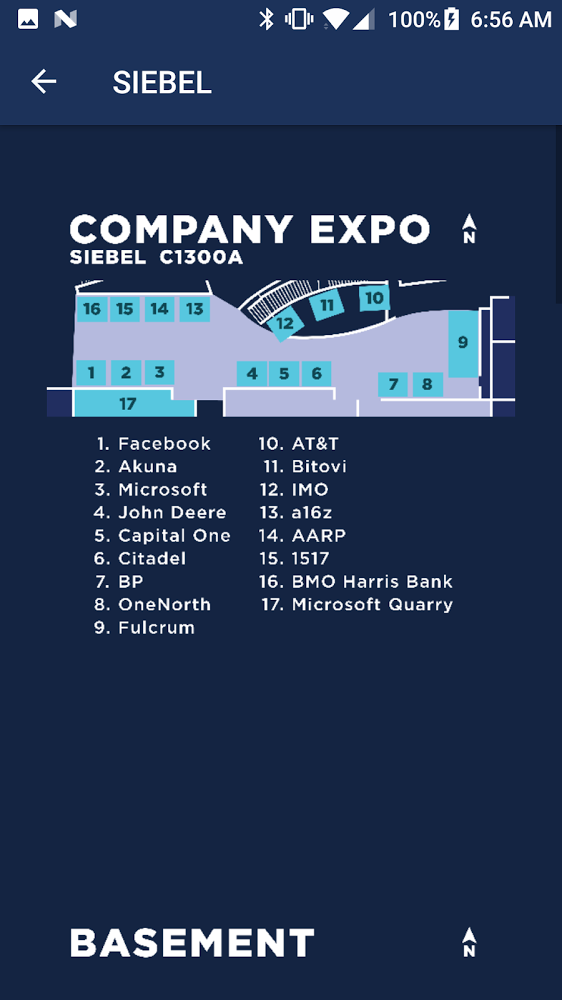 100% 6:56 AM
SIEBEL
COMPANY EXPO
N
SIEBEL C1300A
16 15 14 13 12 11 10
9
1 2 3 4 5 6 7 8
17
1. Facebook
2. Akuna
3. Microsoft
4. John Deere
5. Capital One
6. Citadel
7. BP
8. OneNorth
9. Fulcrum
10. AT&T
11. Bitovi
12. IMO
13. a16z
14. AARP
15. 1517
16. BMO Harris Bank
17. Microsoft Quarry
BASEMENT
N